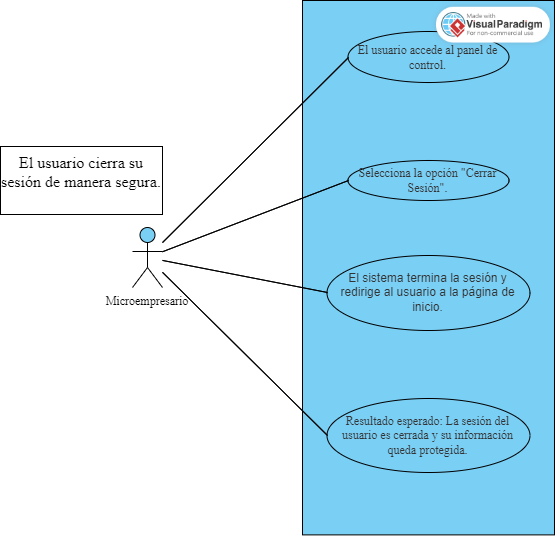 Made with
Visual Paradigm
For non-commercial use
El usuario accede al panel de
control.
El usuario cierra su
sesión de manera segura.
Selecciona la opción "Cerrar
Sesión".
Microempresario
El sistema termina la sesión y
redirige al usuario a la página de
inicio.
Resultado esperado: La sesión del
usuario es cerrada y su información
queda protegida.